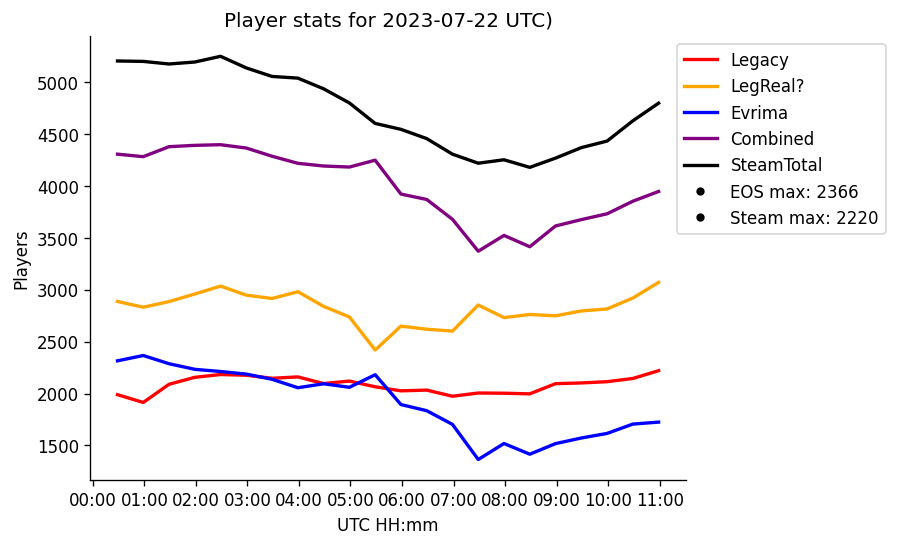 Player stats for 2023-07-22 UTC)
Legacy
LegReal?
Evrima
Combined
SteamTotal
EOS max: 2366
Steam max: 2220
Players
5000
4500
4000
3500
3000
2500
2000
1500
00:00 01:00 02:00 03:00 04:00 05:00 06:00 07:00 08:00 09:00 10:00 11:00
UTC HH:mm